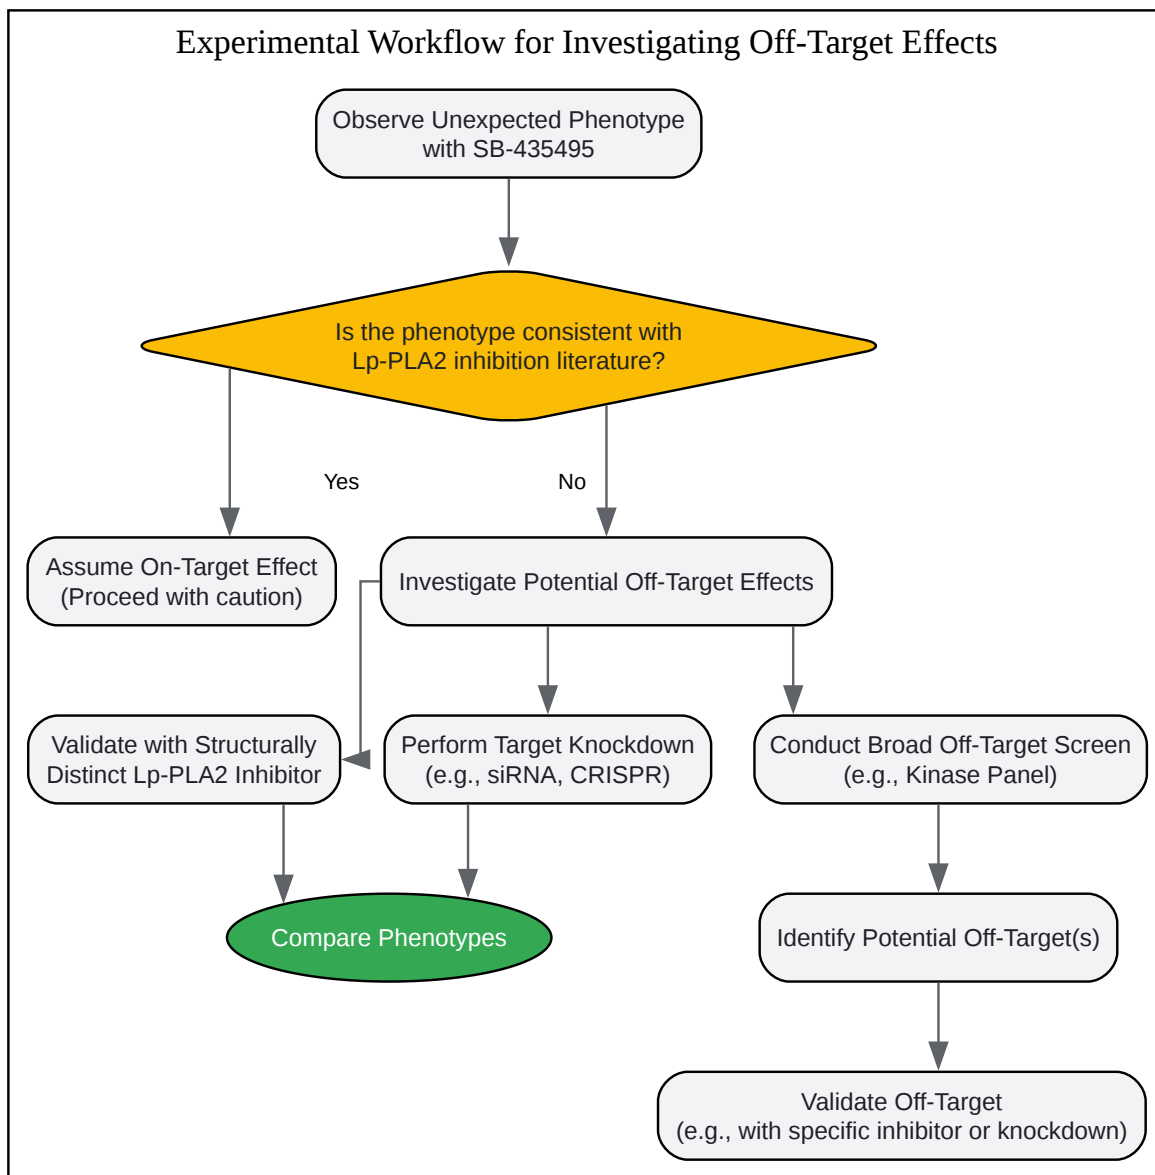 Experimental Workflow for Investigating Off-Target Effects
Observe Unexpected Phenotype
with SB-435495
Is the phenotype consistent with
Lp-PLA2 inhibition literature?
Yes
No
Assume On-Target Effect
(Proceed with caution)
Investigate Potential Off-Target Effects
Validate with Structurally
Distinct Lp-PLA2 Inhibitor
Perform Target Knockdown
(e.g., siRNA, CRISPR)
Conduct Broad Off-Target Screen
(e.g., Kinase Panel)
Compare Phenotypes
Identify Potential Off-Target(s)
Validate Off-Target
(e.g., with specific inhibitor or knockdown)